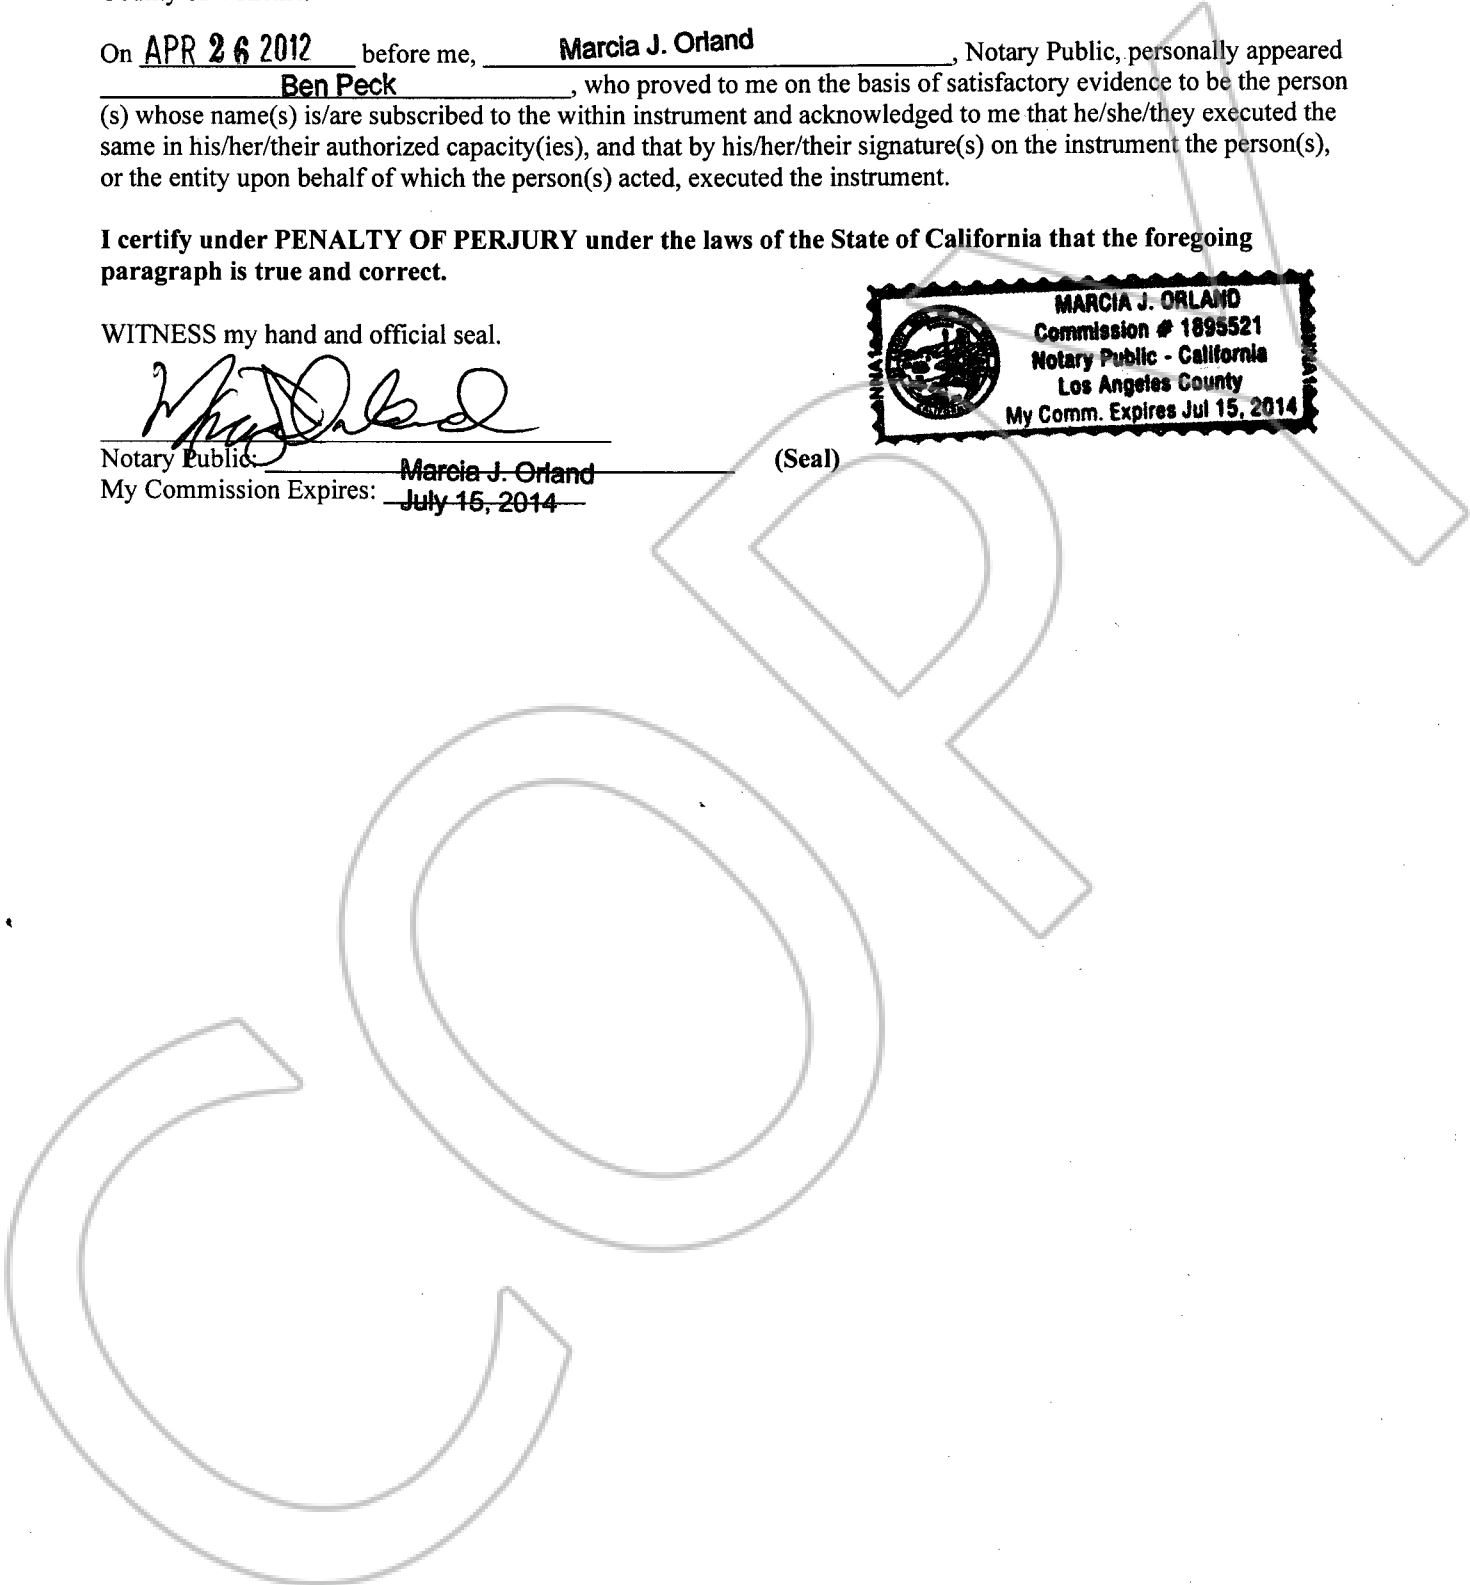 On APR 26 2012 before me, Marcia J. Orland, Notary Public, personally appeared
Ben Peck, who proved to me on the basis of satisfactory evidence to be the person
(s) whose name(s) is/are subscribed to the within instrument and acknowledged to me that he/she/they executed the
same in his/her/their authorized capacity(ies), and that by his/her/their signature(s) on the instrument the person(s),
or the entity upon behalf of which the person(s) acted, executed the instrument.
I certify under PENALTY OF PERJURY under the laws of the State of California that the foregoing
paragraph is true and correct.
WITNESS my hand and official seal.
MARCIA J. ORLAND
Commission # 1895521
Notary Public - California
Los Angeles County
My Comm. Expires Jul 15, 2014
Notary Public: Marcia J. Orland
(Seal)
My Commission Expires: July 15, 2014
COPY